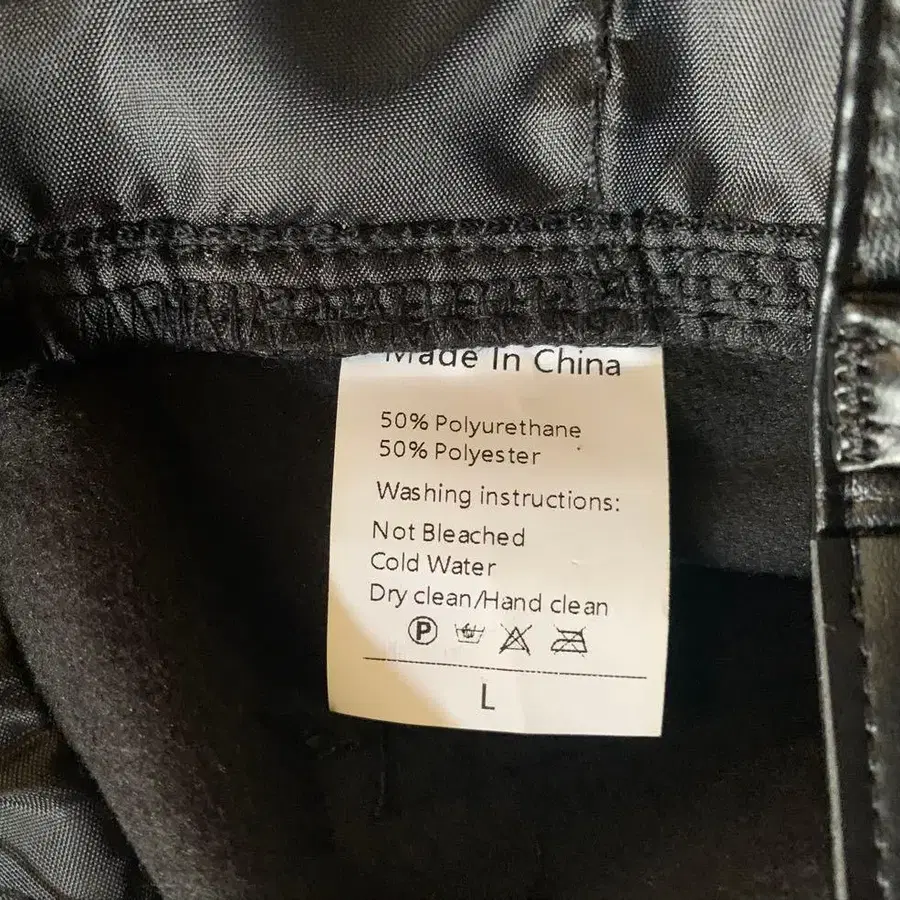 Made In China
50% Polyurethane
50% Polyester
Washing instructions:
Not Bleached
Cold Water
Dry clean/Hand clean
P
L